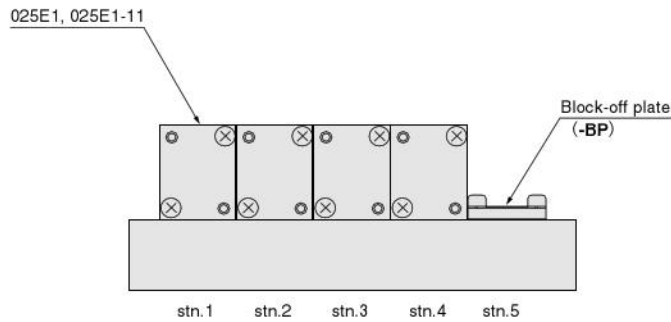 025E1, 025E1-11
Block-off plate
(-BP)
stn.1 stn.2 stn.3 stn.4 stn.5